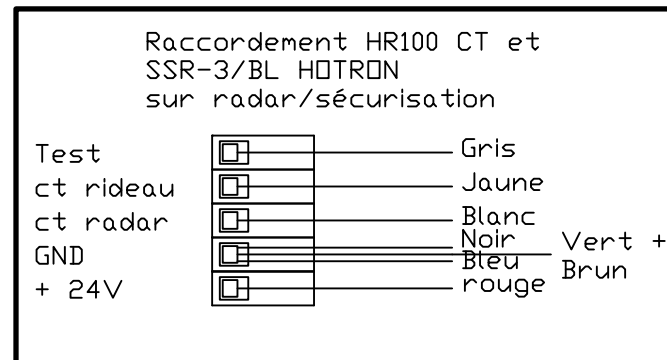 Raccordement HR100 CT et
SSR-3/BL HOTRON
sur radar/sécurisation
Test Gris
ct rideau Jaune
ct radar Blanc
GND Noir Vert +
Bleu Brun
+ 24V rouge